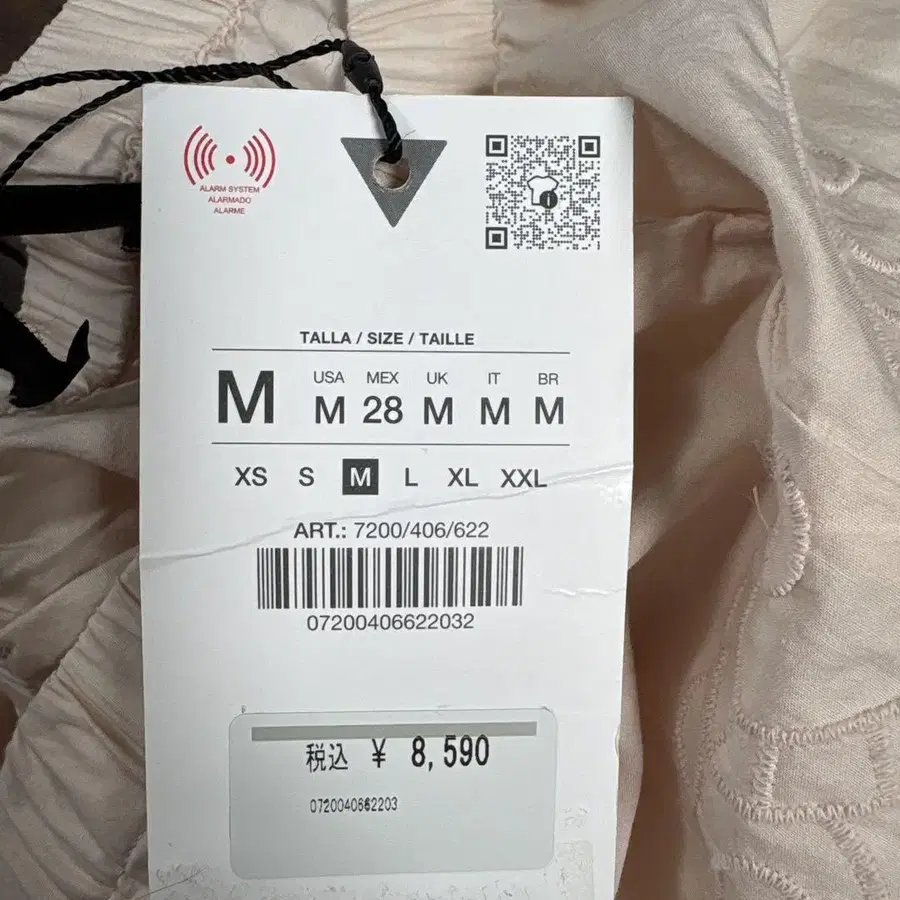 ALARM SYSTEM
ALARMADO
ALARME
TALLA / SIZE / TAILLE
M USA M MEX 28 UK M IT M BR M
XS S M L XL XXL
ART.: 7200/406/622
07200406622032
税込 ¥ 8,590
0720040662203